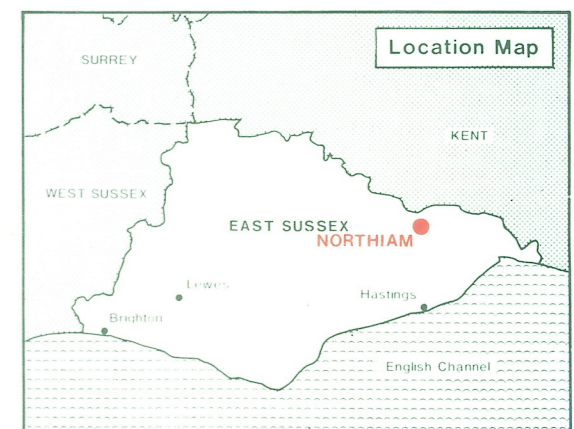 Location Map
SURREY
KENT
WEST SUSSEX
EAST SUSSEX
NORTHIAM
Lewes
Hastings
Brighton
English Channel